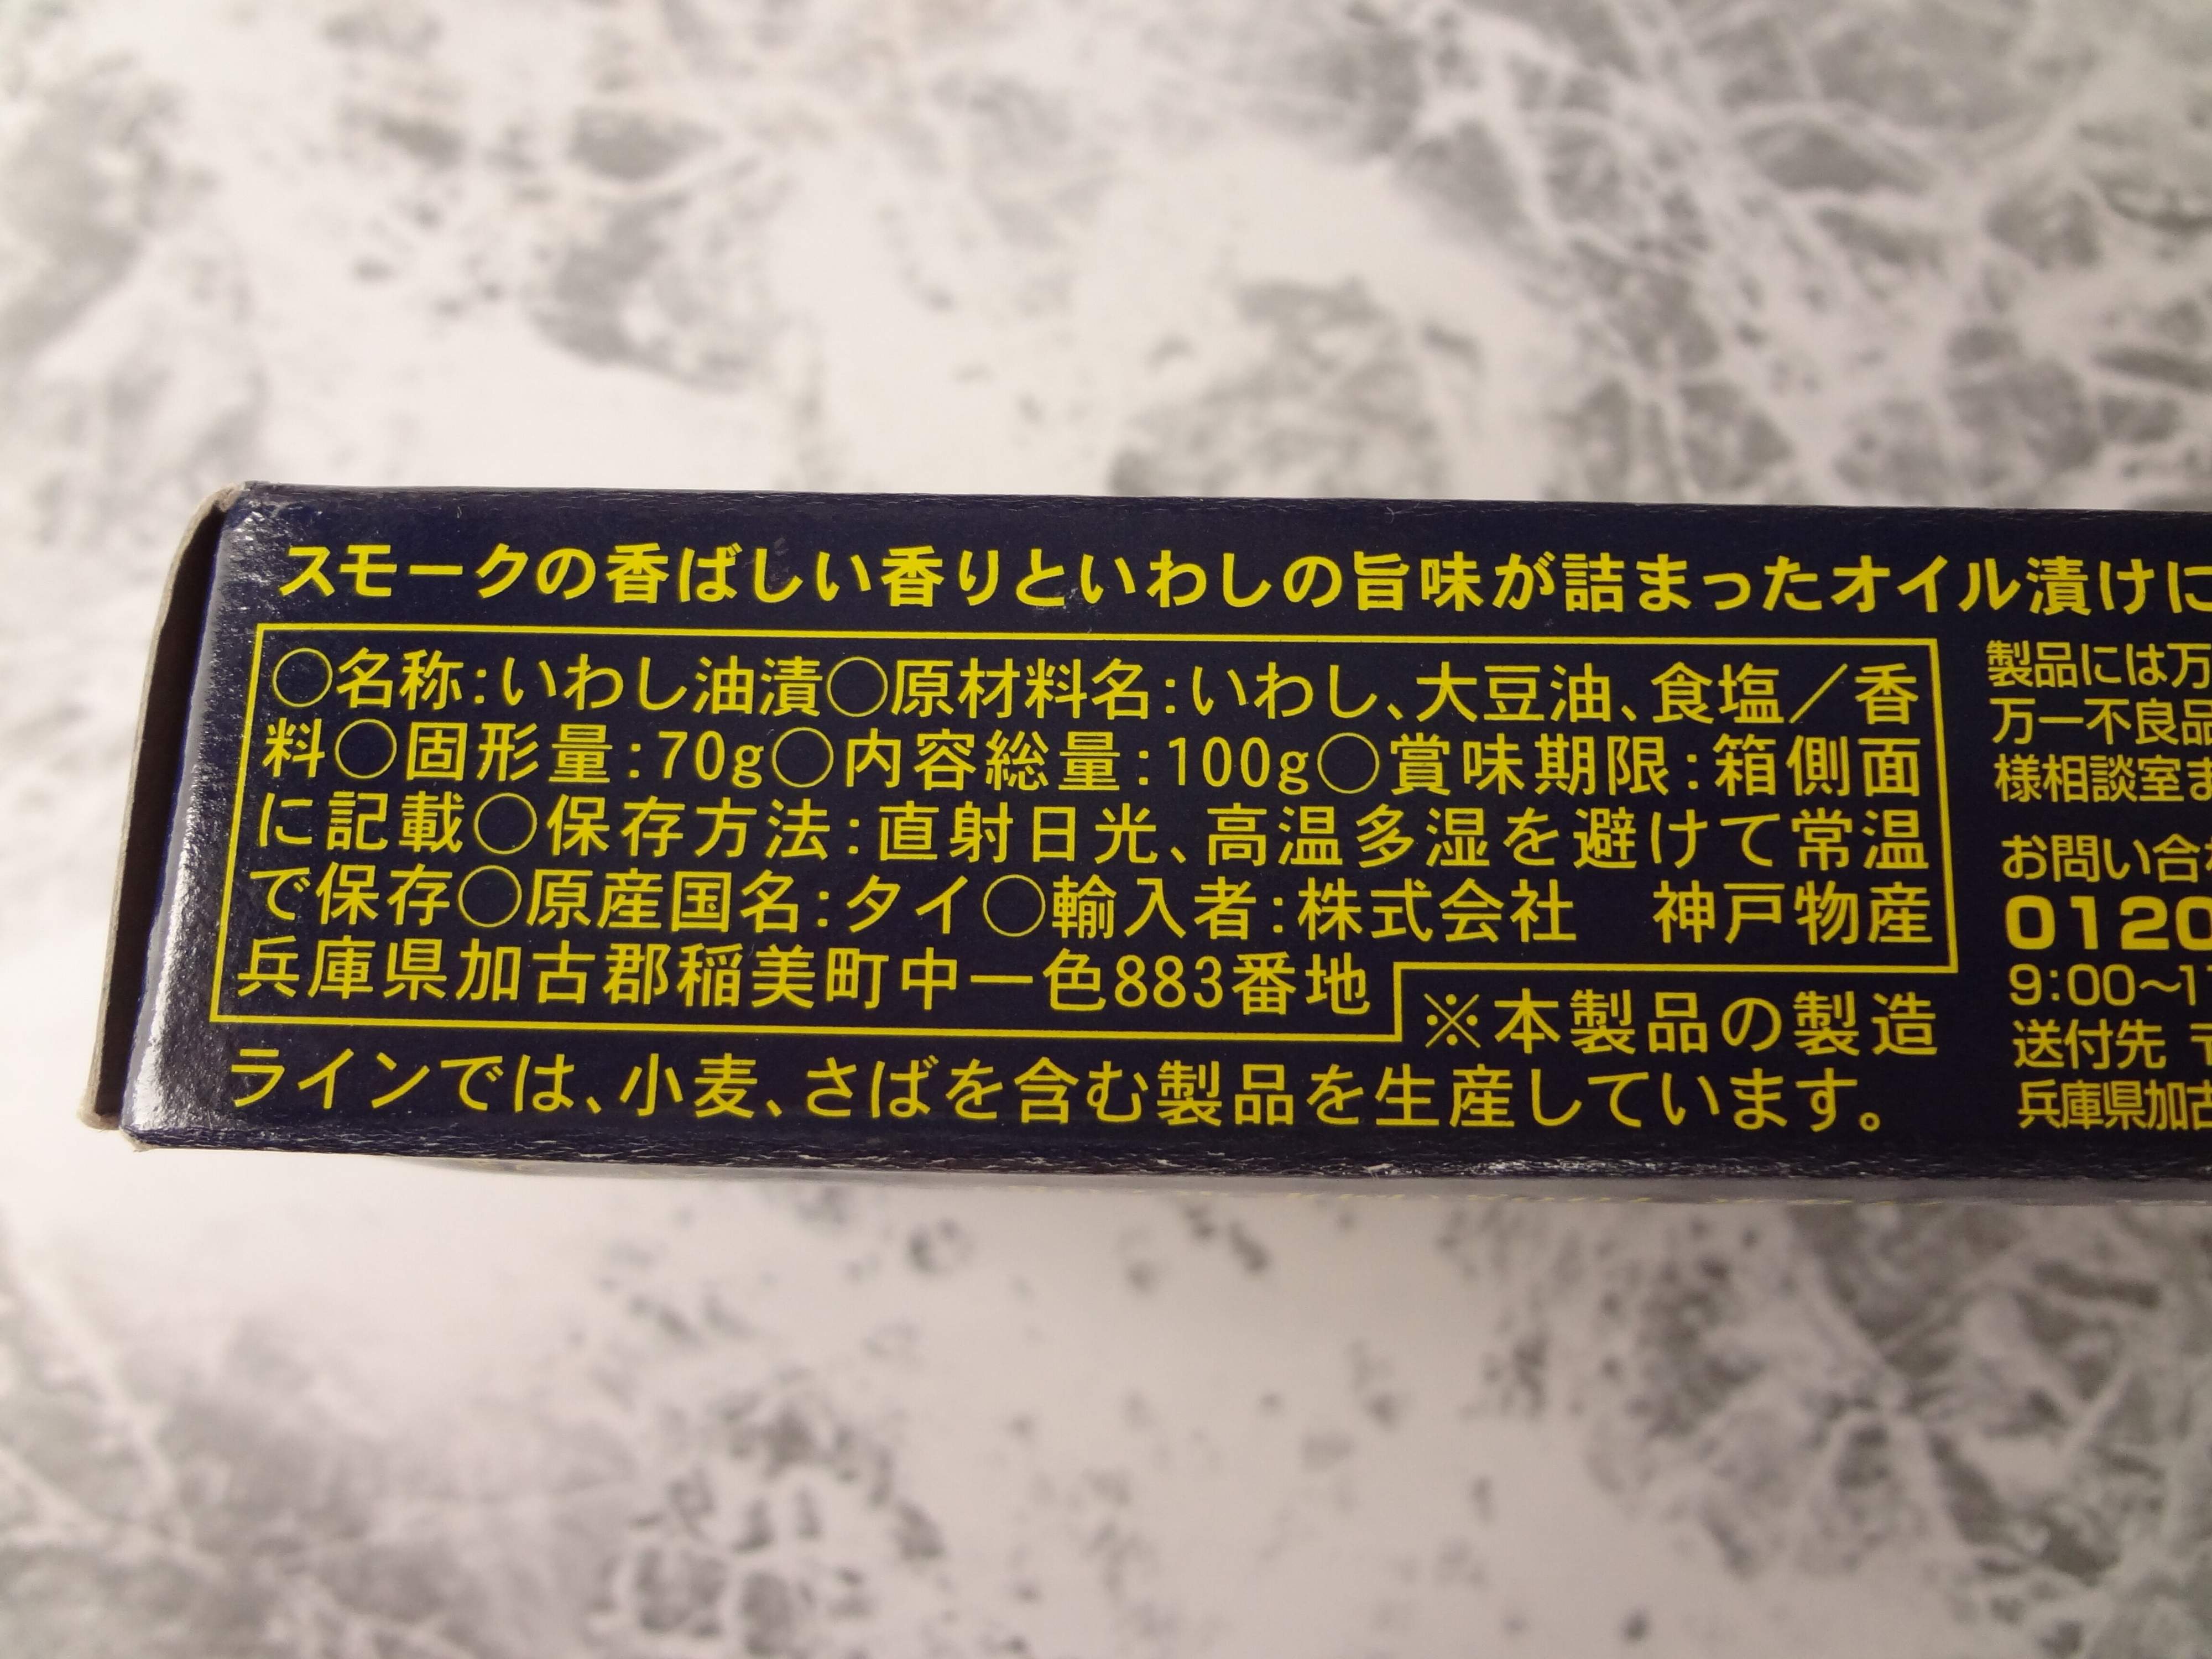 スモークの香ばしい香りといわしの旨味が詰まったオイル漬けに
○名称:いわし油漬○原材料名:いわし、大豆油、食塩／香
料○固形量:70g○内容総量:100g○賞味期限:箱側面
に記載○保存方法:直射日光、高温多湿を避けて常温
で保存○原産国名:タイ○輸入者:株式会社　神戸物産
兵庫県加古郡稲美町中一色883番地
※本製品の製造
ラインでは、小麦、さばを含む製品を生産しています。
製品には万
万一不良品
様相談室ま
お問い合
0120
9:00〜1
送付先 〒
兵庫県加古